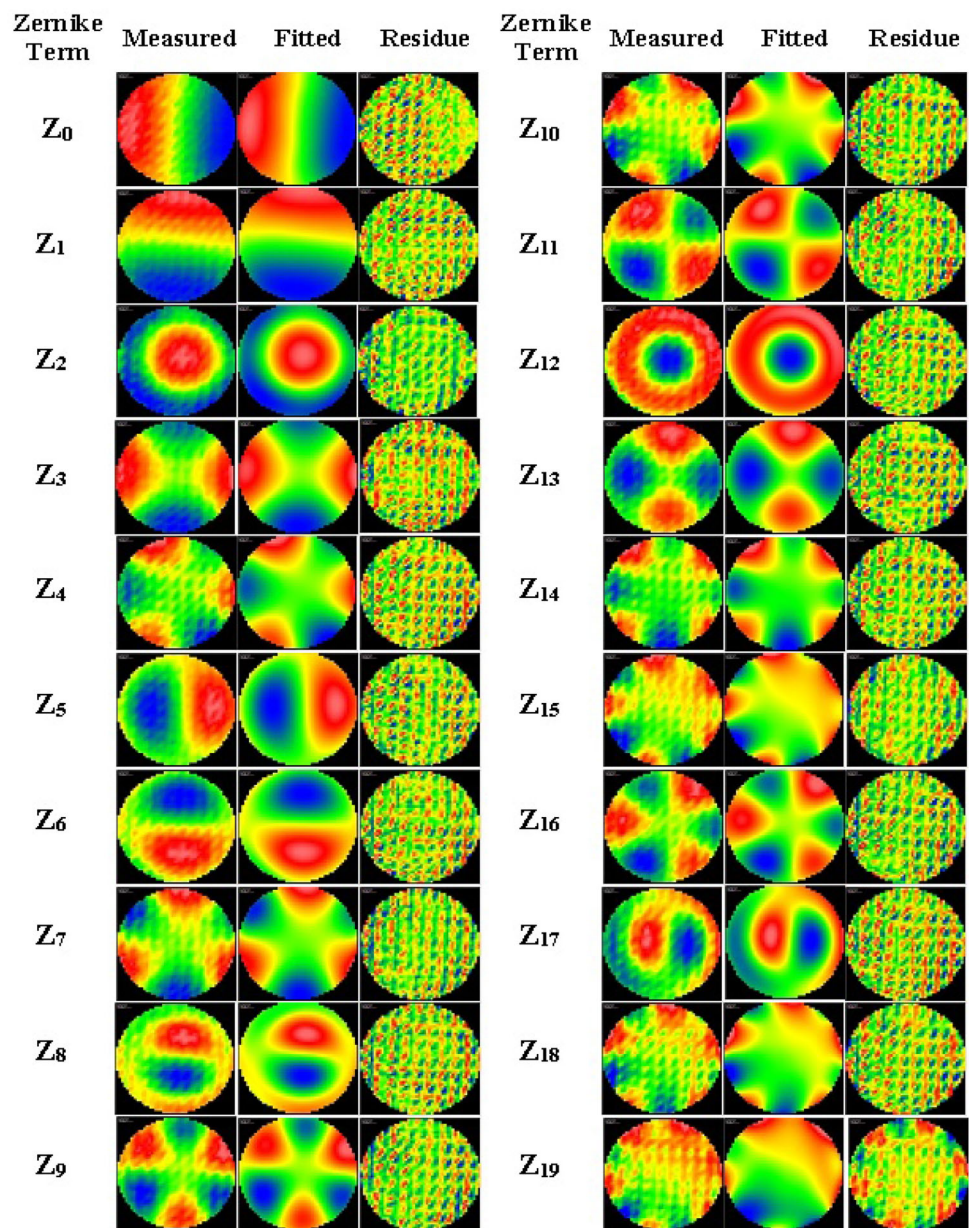 Zernike Term Measured Fitted Residue
Zernike Term Measured Fitted Residue
Z0
Z1
Z2
Z3
Z4
Z5
Z6
Z7
Z8
Z9
Z10
Z11
Z12
Z13
Z14
Z15
Z16
Z17
Z18
Z19